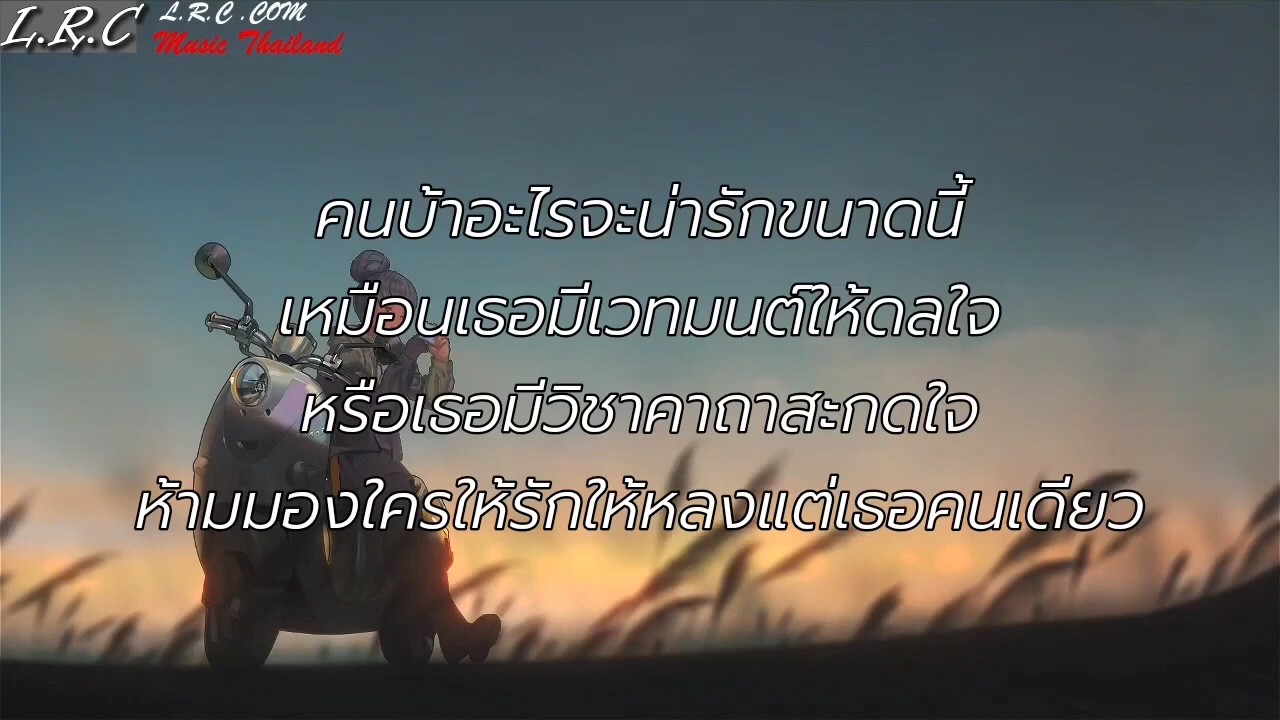 L.R.C
L.R.C .COM
Music Thailand
คนบ้าอะไรจะน่ารักขนาดนี้
เหมือนเธอมีเวทมนต์ให้ดลใจ
หรือเธอมีวิชาคาถาสะกดใจ
ห้ามมองใครให้รักให้หลงแต่เธอคนเดียว